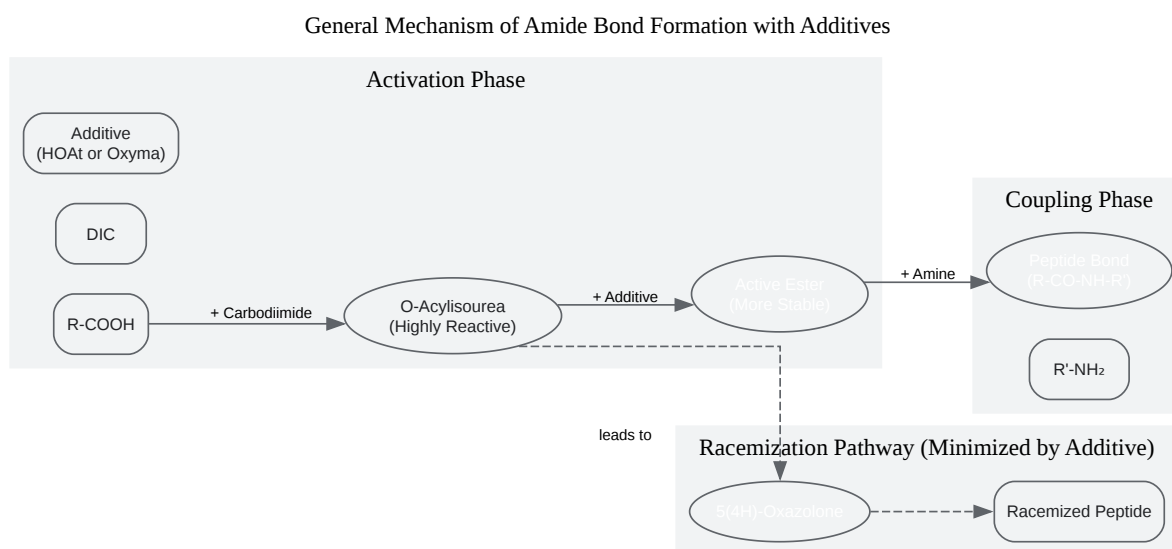 General Mechanism of Amide Bond Formation with Additives
Activation Phase
Additive
(HOAt or Oxyma)
DIC
R-COOH
+ Carbodiimide
O-Acylisourea
(Highly Reactive)
+ Additive
Active Ester
(More Stable)
+ Amine
Coupling Phase
Peptide Bond
(R-CO-NH-R')
R'-NH₂
leads to
Racemization Pathway (Minimized by Additive)
5(4H)-Oxazolone
Racemized Peptide